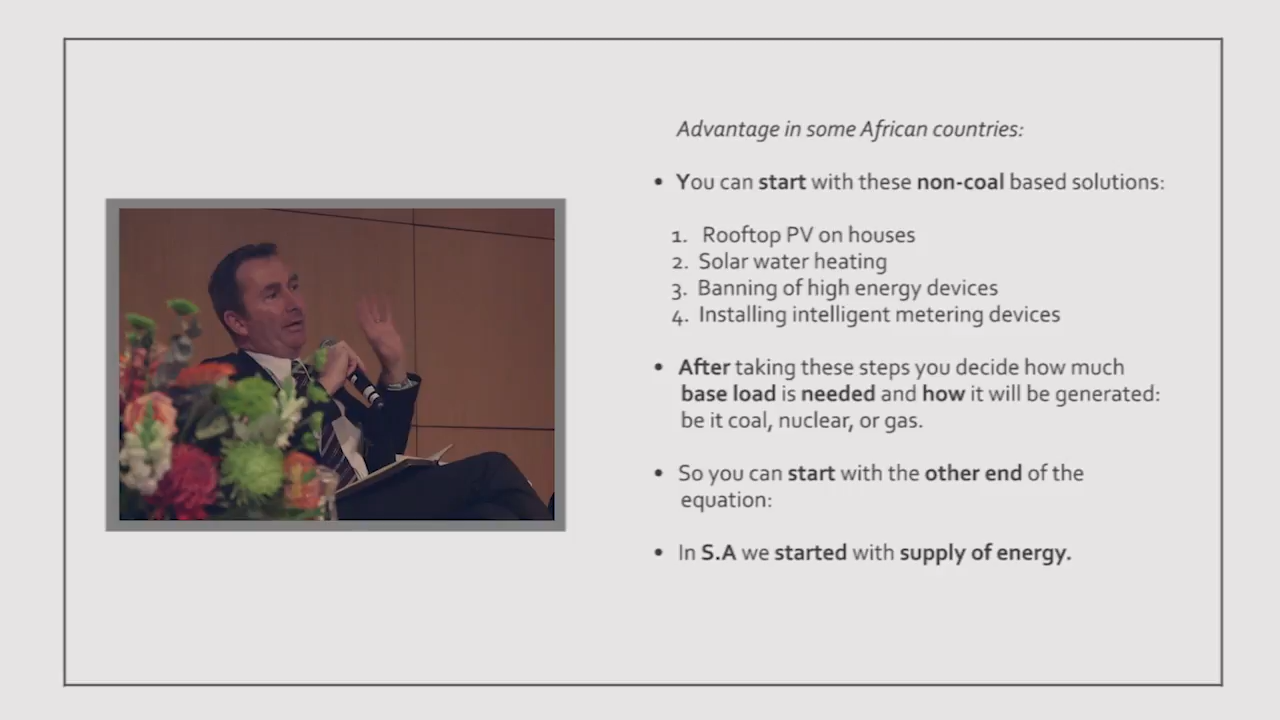 Advantage in some African countries:
• You can start with these non-coal based solutions:
1. Rooftop PV on houses
2. Solar water heating
3. Banning of high energy devices
4. Installing intelligent metering devices
• After taking these steps you decide how much
base load is needed and how it will be generated:
be it coal, nuclear, or gas.
• So you can start with the other end of the
equation:
• In S.A we started with supply of energy.